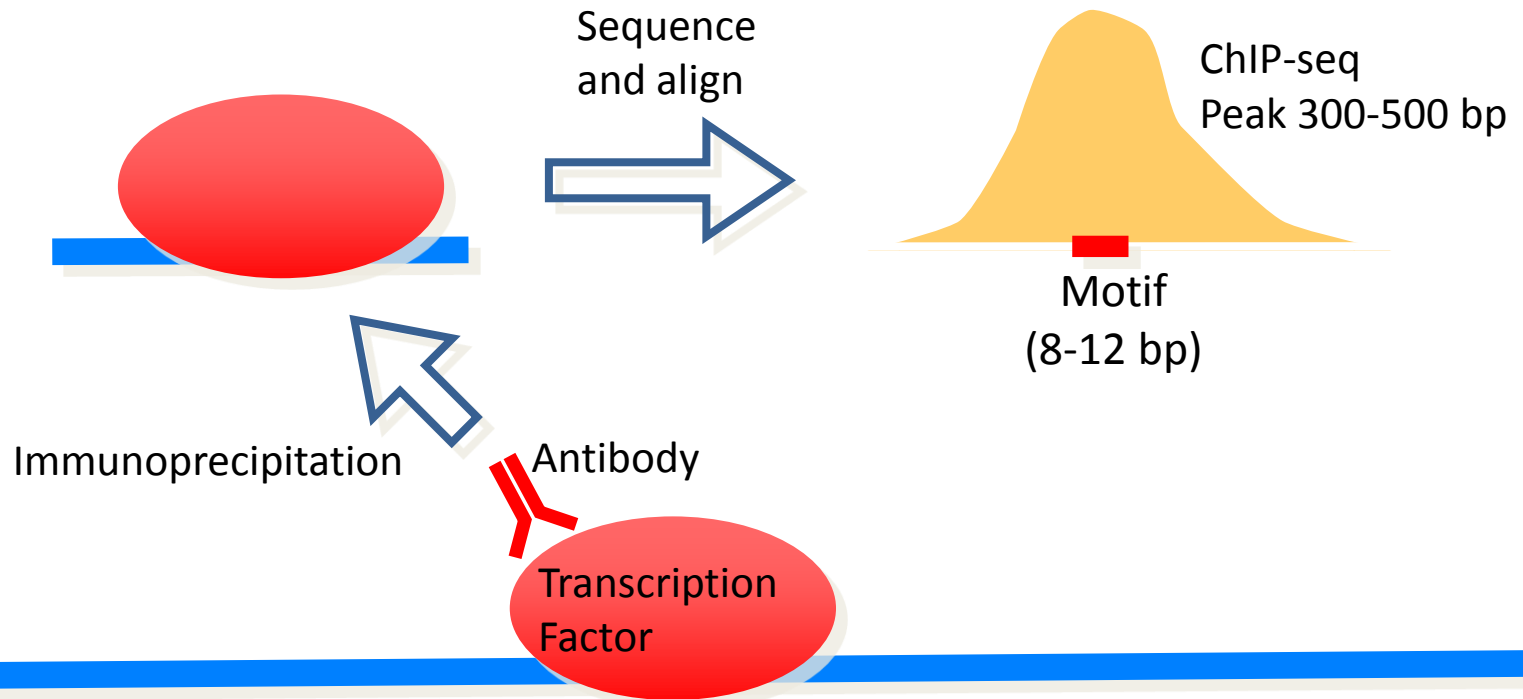 Sequence
and align
ChIP-seq
Peak 300-500 bp
Motif
(8-12 bp)
Immunoprecipitation
Antibody
Transcription
Factor